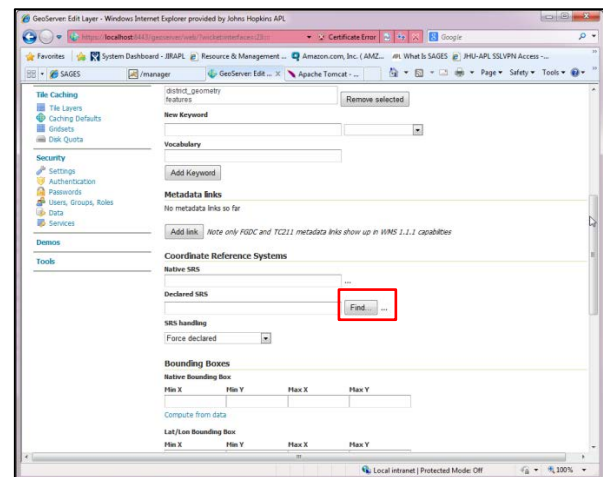 GeoServer: Edit Layer - Windows Internet Explorer provided by Johns Hopkins APL
Certificate Error
Google
Favorites
System Dashboard - JIRAPL
Resource & Management ...
Amazon.com, Inc. (AMZ...
What Is SAGES
JHU-APL SSLVPN Access -...
SAGES
/manager
GeoServer: Edit ...
Apache Tomcat - ...
Page
Safety
Tools
Tile Caching
Tile Layers
Caching Defaults
Gridsets
Disk Quota
Security
Settings
Authentication
Passwords
Users, Groups, Roles
Data
Services
Demos
Tools
district_geometry
features
Remove selected
New Keyword
Vocabulary
Add Keyword
Metadata links
No metadata links so far
Add link Note only FGDC and TC211 metadata links show up in WMS 1.1.1 capabilities
Coordinate Reference Systems
Native SRS
...
Declared SRS
Find... ...
SRS handling
Force declared
Bounding Boxes
Native Bounding Box
Min X Min Y Max X Max Y
Compute from data
Lat/Lon Bounding Box
Min X Min Y Max X Max Y
Local intranet | Protected Mode: Off
100%